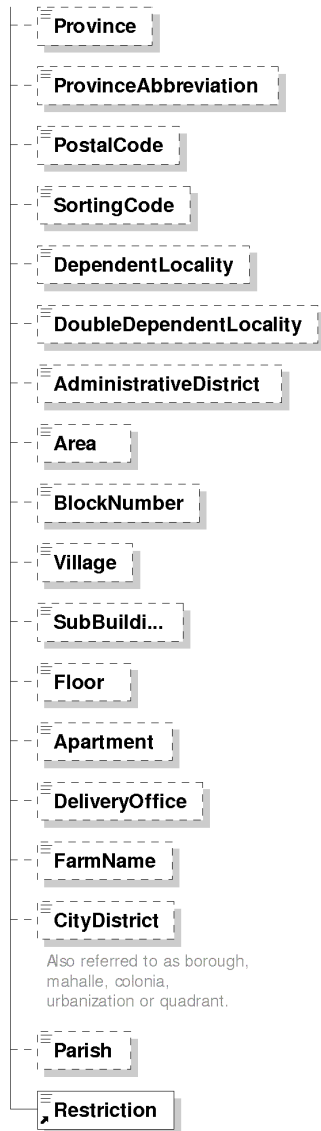 Province
ProvinceAbbreviation
PostalCode
SortingCode
DependentLocality
DoubleDependentLocality
AdministrativeDistrict
Area
BlockNumber
Village
SubBuildi...
Floor
Apartment
DeliveryOffice
FarmName
CityDistrict
Also referred to as borough,
mahalle, colonia,
urbanization or quadrant.
Parish
Restriction